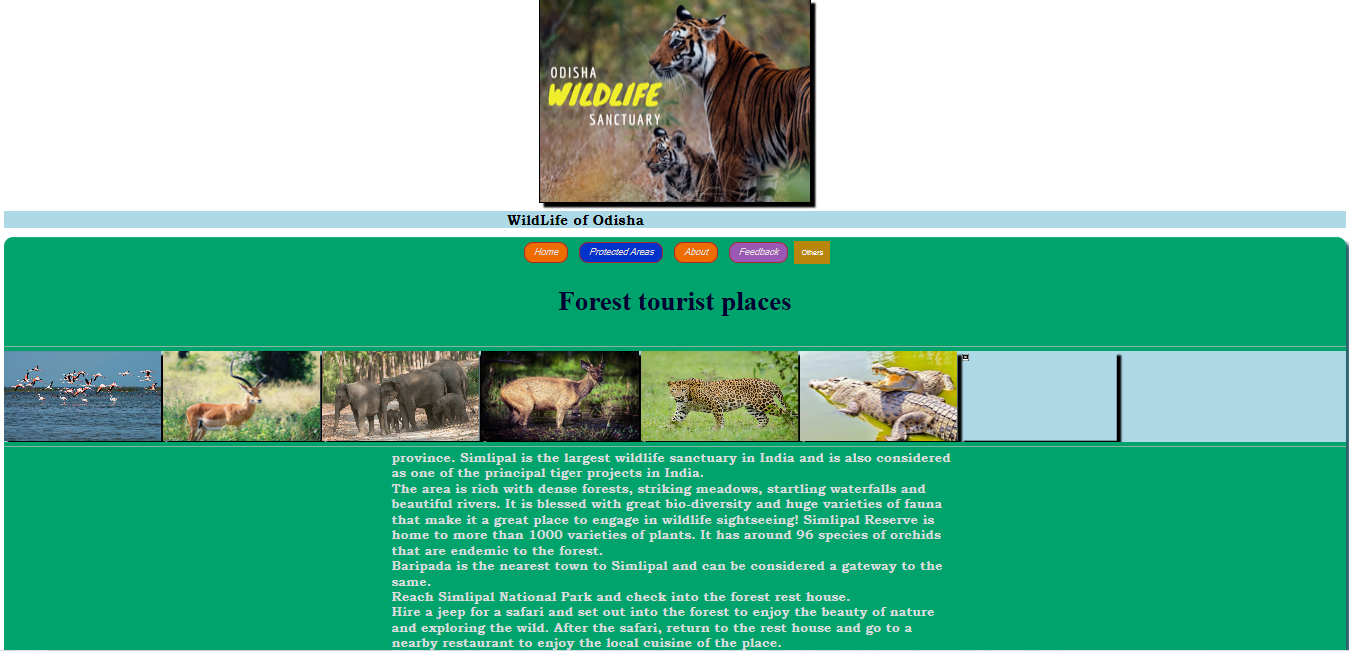 ODISHA
WILDLIFE
SANCTUARY
WildLife of Odisha
Home Protected Areas About Feedback Others
Forest tourist places
province. Simlipal is the largest wildlife sanctuary in India and is also considered
as one of the principal tiger projects in India.
The area is rich with dense forests, striking meadows, startling waterfalls and
beautiful rivers. It is blessed with great bio-diversity and huge varieties of fauna
that make it a great place to engage in wildlife sightseeing! Simlipal Reserve is
home to more than 1000 varieties of plants. It has around 96 species of orchids
that are endemic to the forest.
Baripada is the nearest town to Simlipal and can be considered a gateway to the
same.
Reach Simlipal National Park and check into the forest rest house.
Hire a jeep for a safari and set out into the forest to enjoy the beauty of nature
and exploring the wild. After the safari, return to the rest house and go to a
nearby restaurant to enjoy the local cuisine of the place.